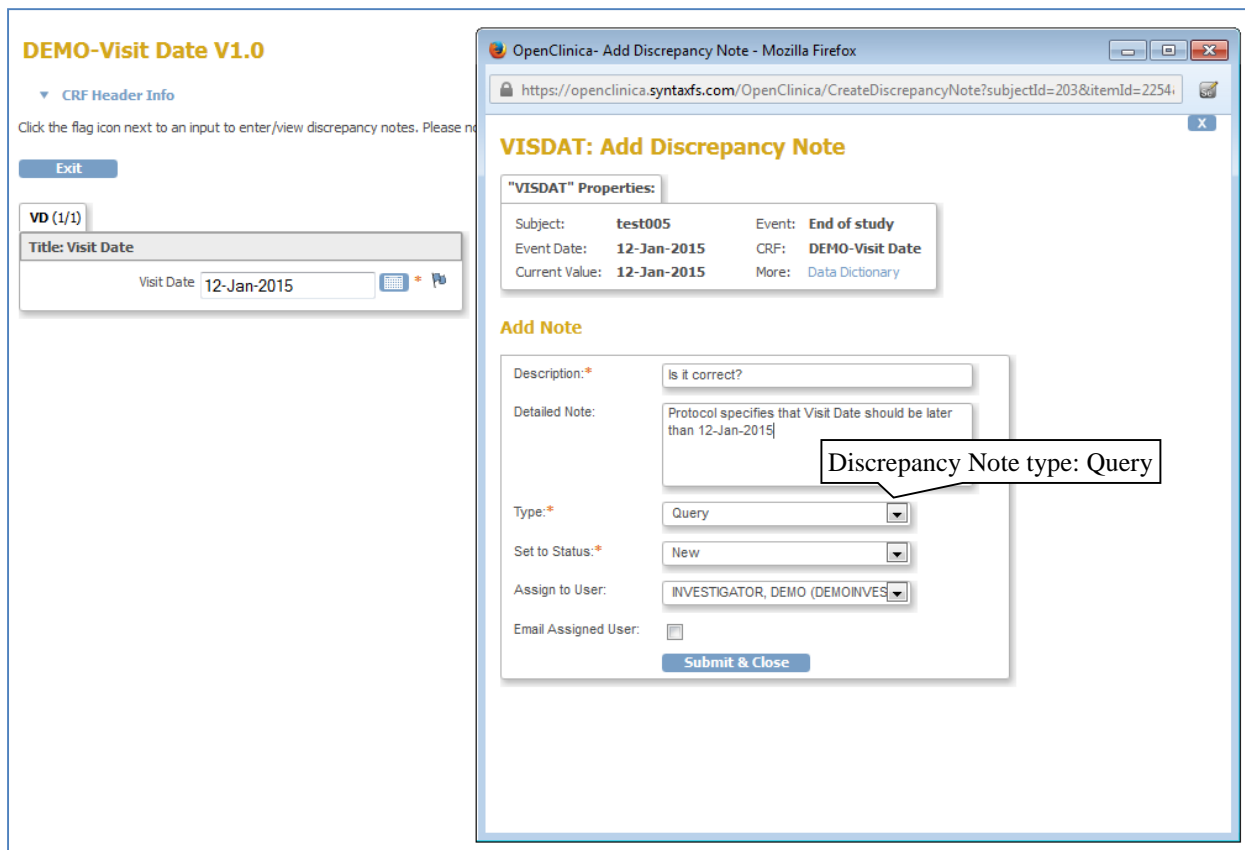 DEMO-Visit Date V1.0
▼ CRF Header Info
Click the flag icon next to an input to enter/view discrepancy notes. Please
Exit
VD (1/1)
Title: Visit Date
Visit Date 12-Jan-2015 *
OpenClinica- Add Discrepancy Note - Mozilla Firefox
https://openclinica.syntaxfs.com/OpenClinica/CreateDiscrepancyNote?subjectId=203&itemId=2254
X
VISDAT: Add Discrepancy Note
"VISDAT" Properties:
Subject: test005 Event: End of study
Event Date: 12-Jan-2015 CRF: DEMO-Visit Date
Current Value: 12-Jan-2015 More: Data Dictionary
Add Note
Description:* Is it correct?
Detailed Note: Protocol specifies that Visit Date should be later
than 12-Jan-2015
Discrepancy Note type: Query
Type:* Query
Set to Status:* New
Assign to User: INVESTIGATOR, DEMO (DEMOINVES
Email Assigned User:
Submit & Close